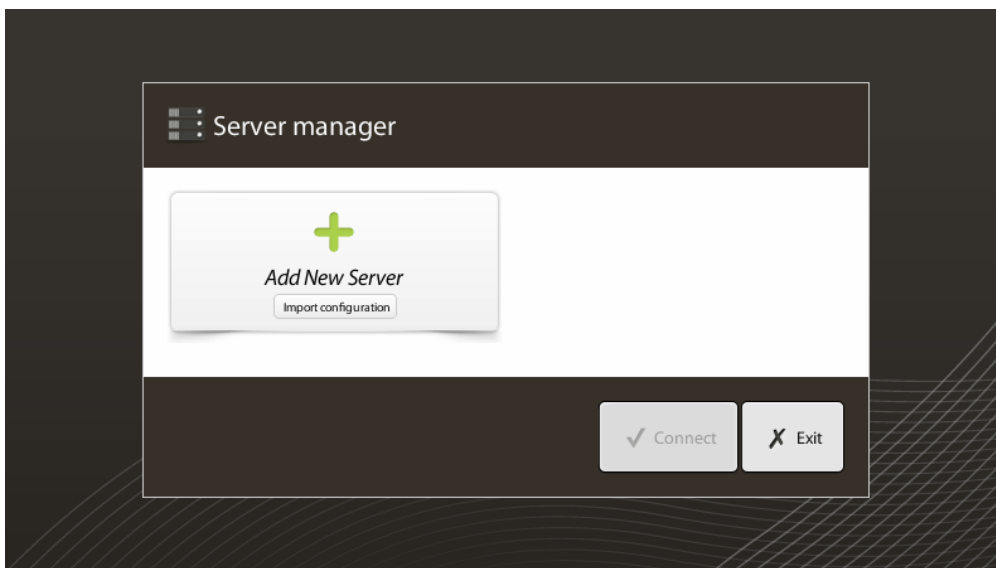 Server manager
Add New Server
Import configuration
Connect
Exit